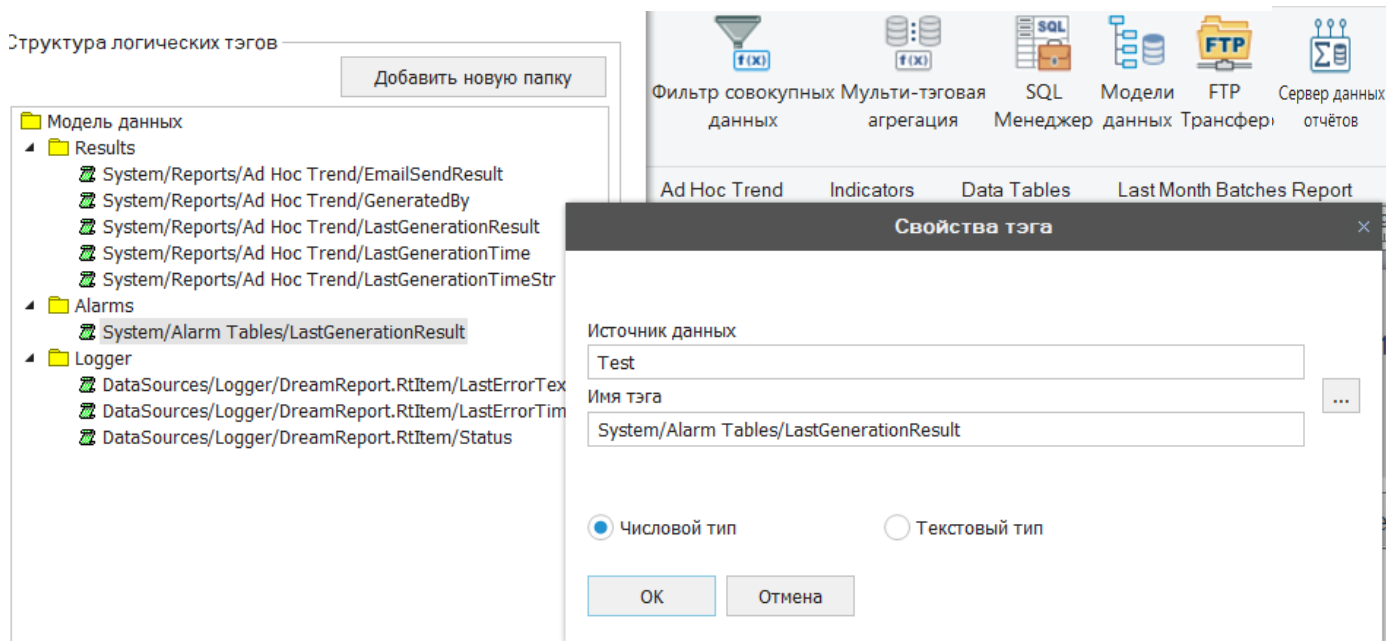 Структура логических тэгов
Добавить новую папку
Модель данных
Results
System/Reports/Ad Hoc Trend/EmailSendResult
System/Reports/Ad Hoc Trend/GeneratedBy
System/Reports/Ad Hoc Trend/LastGenerationResult
System/Reports/Ad Hoc Trend/LastGenerationTime
System/Reports/Ad Hoc Trend/LastGenerationTimeStr
Alarms
System/Alarm Tables/LastGenerationResult
Logger
DataSources/Logger/DreamReport.RtItem/LastErrorTex
DataSources/Logger/DreamReport.RtItem/LastErrorTim
DataSources/Logger/DreamReport.RtItem/Status
f(x) f(x) SQL FTP
Фильтр совокупных Мульти-тэговая SQL Модели FTP Сервер данных
данных агрегация Менеджер данных Трансфер отчётов
Ad Hoc Trend Indicators Data Tables Last Month Batches Report
Свойства тэга
Источник данных
Test
Имя тэга
...
System/Alarm Tables/LastGenerationResult
Числовой тип Текстовый тип
OK Отмена